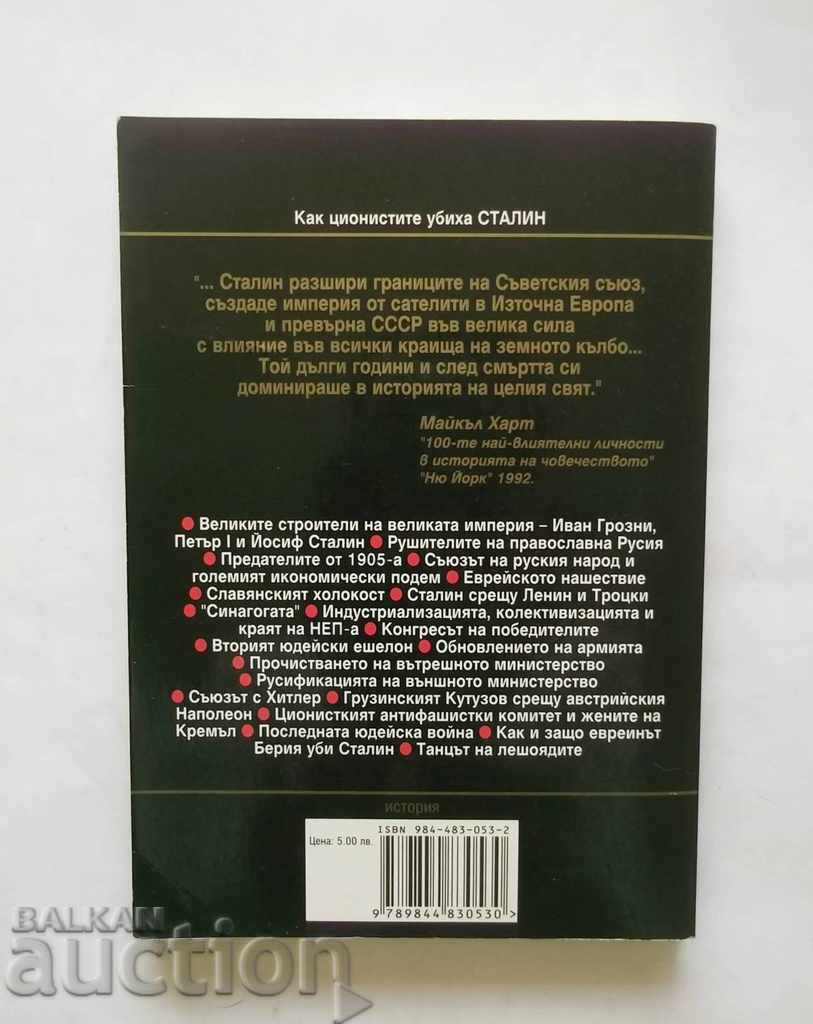 Как ционистите убиха СТАЛИН
"... Сталин разшири границите на Съветския съюз,
създаде империя от сателити в Източна Европа
и превърна СССР във велика сила
с влияние във всички краища на земното кълбо...
Той дълги години и след смъртта си
доминираше в историята на целия свят."
Майкъл Харт
"100-те най-влиятелни личности
в историята на човечеството"
"Ню Йорк" 1992.
● Великите строители на великата империя – Иван Грозни,
Петър I и Йосиф Сталин ● Рушителите на православна Русия
● Предателите от 1905-а ● Съюзът на руския народ и
големият икономически подем ● Еврейското нашествие
● Славянският холокост ● Сталин срещу Ленин и Троцки
● "Синагогата" ● Индустриализацията, колективизацията и
краят на НЕП-а ● Конгресът на победителите
● Вторият юдейски ешелон ● Обновлението на армията
● Прочистването на вътрешното министерство
● Русификацията на външното министерство
● Съюзът с Хитлер ● Грузинският Кутузов срещу австрийския
Наполеон ● Ционисткият антифашистки комитет и жените на
Кремъл ● Последната юдейска война ● Как и защо евреинът
Берия уби Сталин ● Танцът на лешоядите
история
Цена: 5.00 лв.
ISBN 984-483-053-2
9 789844 830530 >
BALKAN
auction